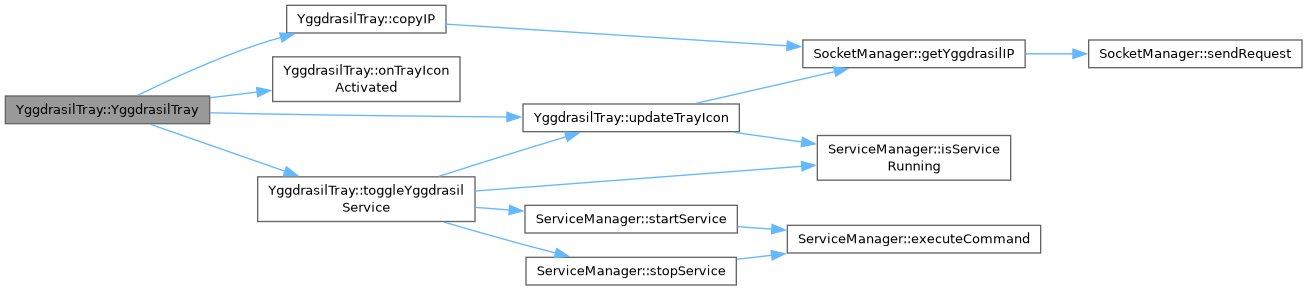 YggdrasilTray::YggdrasilTray
YggdrasilTray::copyIP
YggdrasilTray::onTrayIcon
Activated
YggdrasilTray::toggleYggdrasil
Service
YggdrasilTray::updateTrayIcon
ServiceManager::startService
ServiceManager::stopService
SocketManager::getYggdrasilIP
ServiceManager::isService
Running
ServiceManager::executeCommand
SocketManager::sendRequest